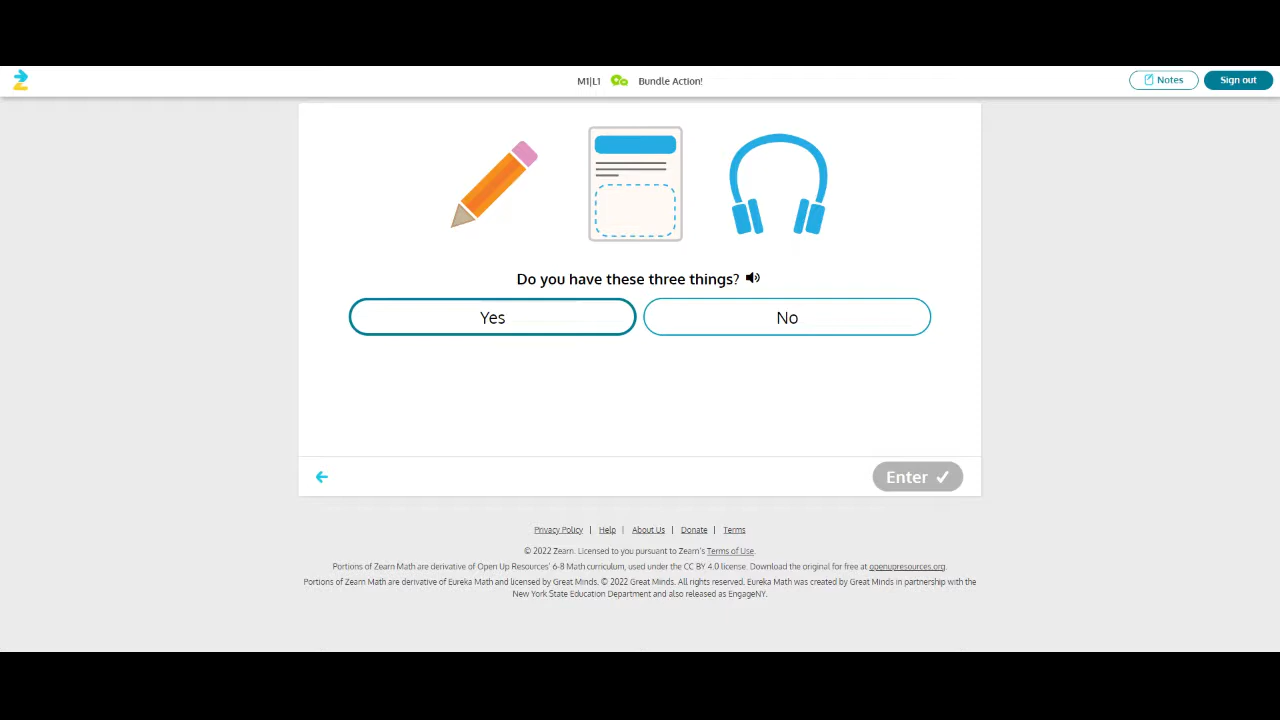 M1|L1 Bundle Action! Notes Sign out
Do you have these three things?
Yes No
Enter
Privacy Policy | Help | About Us | Donate | Terms
© 2022 Zearn. Licensed to you pursuant to Zearn's Terms of Use.
Portions of Zearn Math are derivative of Open Up Resources' 6-8 Math curriculum, used under the CC BY 4.0 license. Download the original for free at openupresources.org.
Portions of Zearn Math are derivative of Eureka Math and licensed by Great Minds. © 2022 Great Minds. All rights reserved. Eureka Math was created by Great Minds in partnership with the
New York State Education Department and also released as EngageNY.